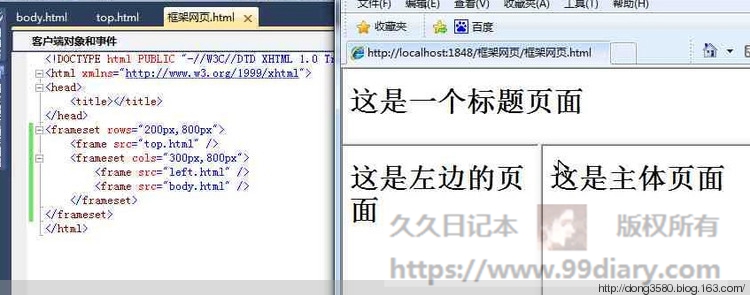 body.html top.html 框架网页.html
客户端对象和事件
<!DOCTYPE html PUBLIC "-//W3C//DTD XHTML 1.0 Tr
<html xmlns="http://www.w3.org/1999/xhtml">
<head>
<title></title>
</head>
<frameset rows="200px,800px">
<frame src="top.html" />
<frameset cols="300px,800px">
<frame src="left.html" />
<frame src="body.html" />
</frameset>
</frameset>
</html>
文件(F) 编辑(E) 查看(V) 收藏夹(A) 工具(T) 帮助(H)
收藏夹 百度
http://localhost:1848/框架网页/框架网页.html
这是一个标题页面
这是左边的页
面
这是主体页面
久久日记本 版权所有
https://www.99diary.com
http://dong3580.blog.163.com/